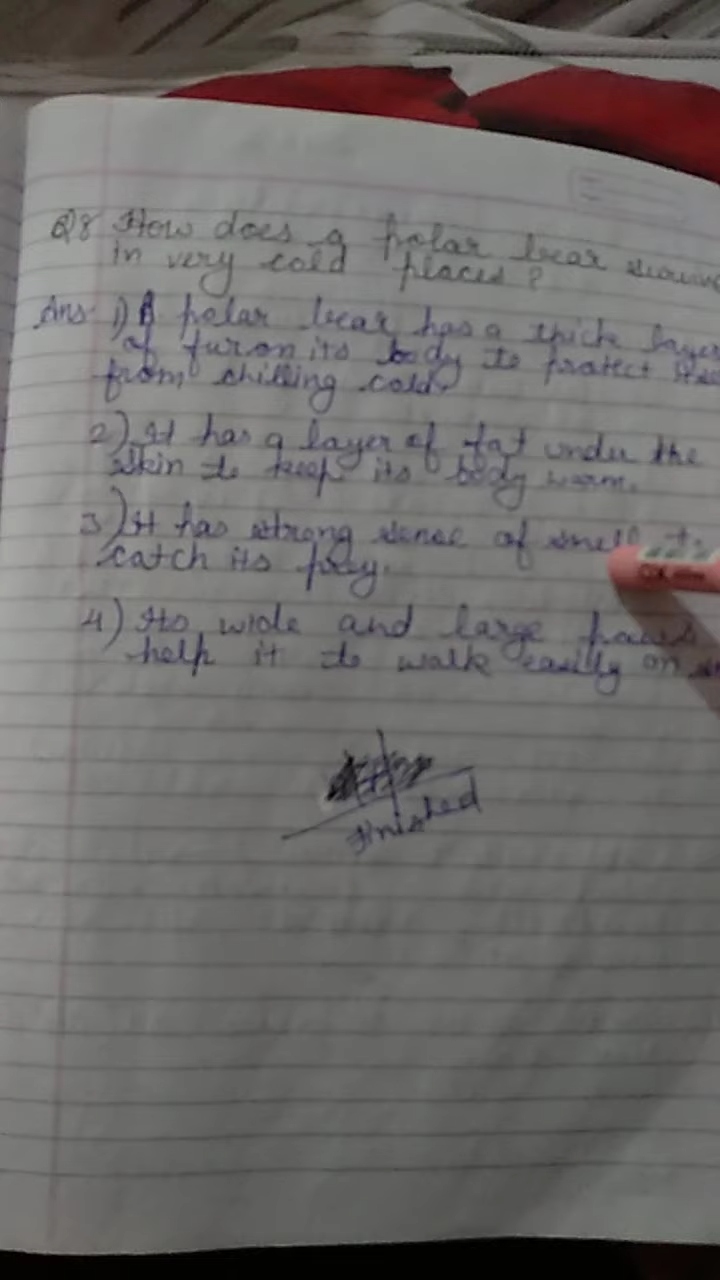 Q8 How does a polar bear
in very cold places ?
Ans 1) A polar bear has a thick layer
of fur on its body to protect
from chilling cold.
2) It has a layer of fat under the
skin to keep its body warm.
3) It has strong sense of smell to
catch its prey.
4) Its wide and large paws
help it to walk easily on
Finished